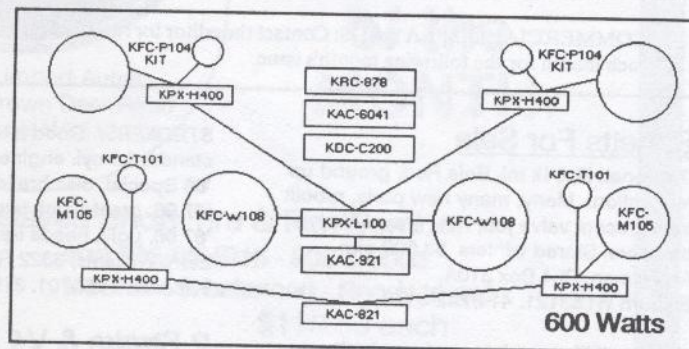 KFC-P104
KIT
KPX-H400
KRC-878
KAC-6041
KDC-C200
KFC-P104
KIT
KPX-H400
KFC-T101
KFC-
M105
KFC-W108
KPX-L100
KFC-W108
KFC-T101
KFC-
M105
KAC-921
KPX-H400
KPX-H400
KAC-821
600 Watts